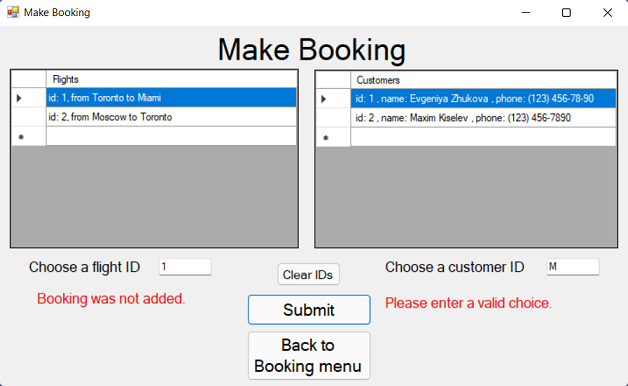 Make Booking
Make Booking
Flights
id: 1, from Toronto to Miami
id: 2, from Moscow to Toronto
Customers
id: 1 , name: Evgeniya Zhukova , phone: (123) 456-78-90
id: 2 , name: Maxim Kiselev , phone: (123) 456-7890
Choose a flight ID 1
Booking was not added.
Clear IDs
Submit
Back to
Booking menu
Choose a customer ID M
Please enter a valid choice.